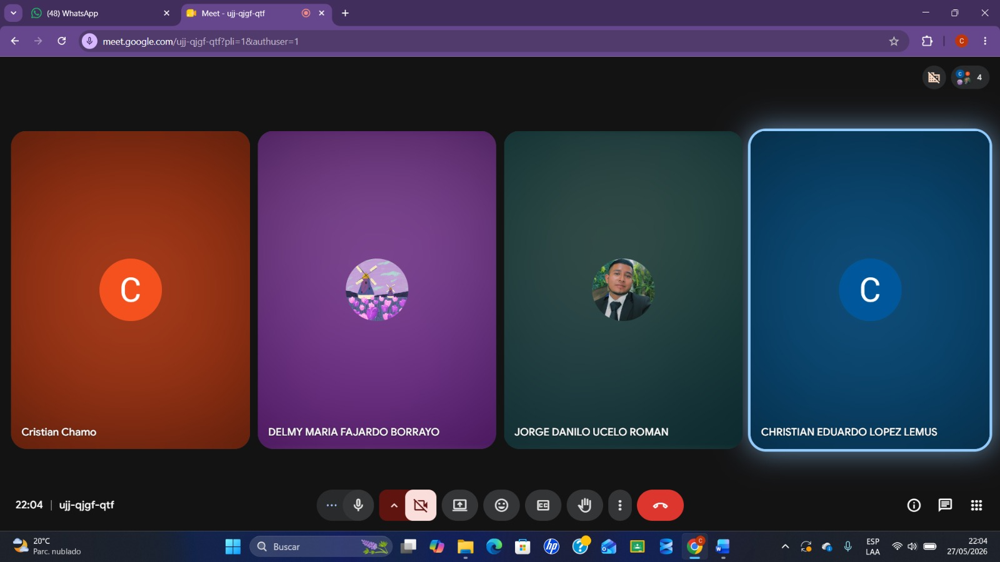 (48) WhatsApp
Meet - ujj-qjgf-qtf
meet.google.com/ujj-qjgf-qtf?pli=1&authuser=1
C
C
4
C
C
Cristian Chamo
DELMY MARIA FAJARDO BORRAYO
JORGE DANILO UCELO ROMAN
CHRISTIAN EDUARDO LOPEZ LEMUS
22:04 | ujj-qjgf-qtf
CC
20°C
Parc. nublado
Buscar
hp
ESP
LAA
22:04
27/05/2026